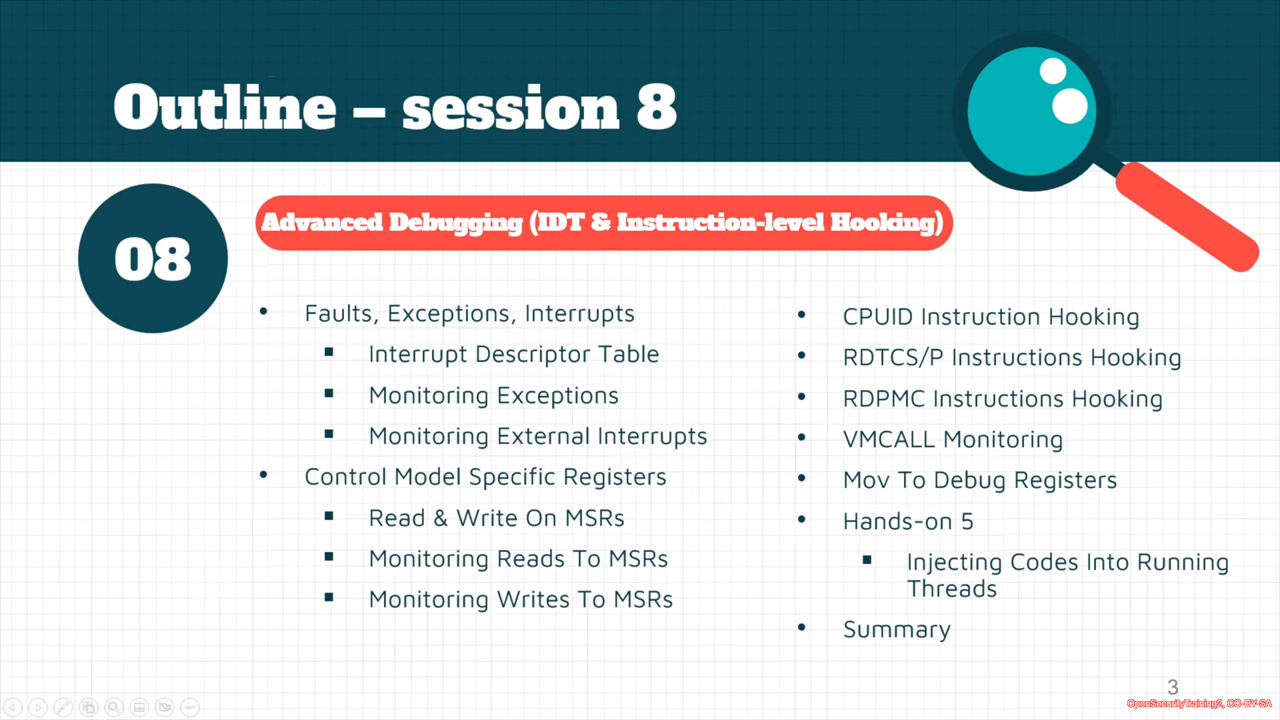 Outline – session 8
08
Advanced Debugging (IDT & Instruction-level Hooking)
• Faults, Exceptions, Interrupts
▪ Interrupt Descriptor Table
▪ Monitoring Exceptions
▪ Monitoring External Interrupts
• Control Model Specific Registers
▪ Read & Write On MSRs
▪ Monitoring Reads To MSRs
▪ Monitoring Writes To MSRs
• CPUID Instruction Hooking
• RDTCS/P Instructions Hooking
• RDPMC Instructions Hooking
• VMCALL Monitoring
• Mov To Debug Registers
• Hands-on 5
▪ Injecting Codes Into Running
Threads
• Summary
3
OpenSecurityTraining2, CC-BY-SA